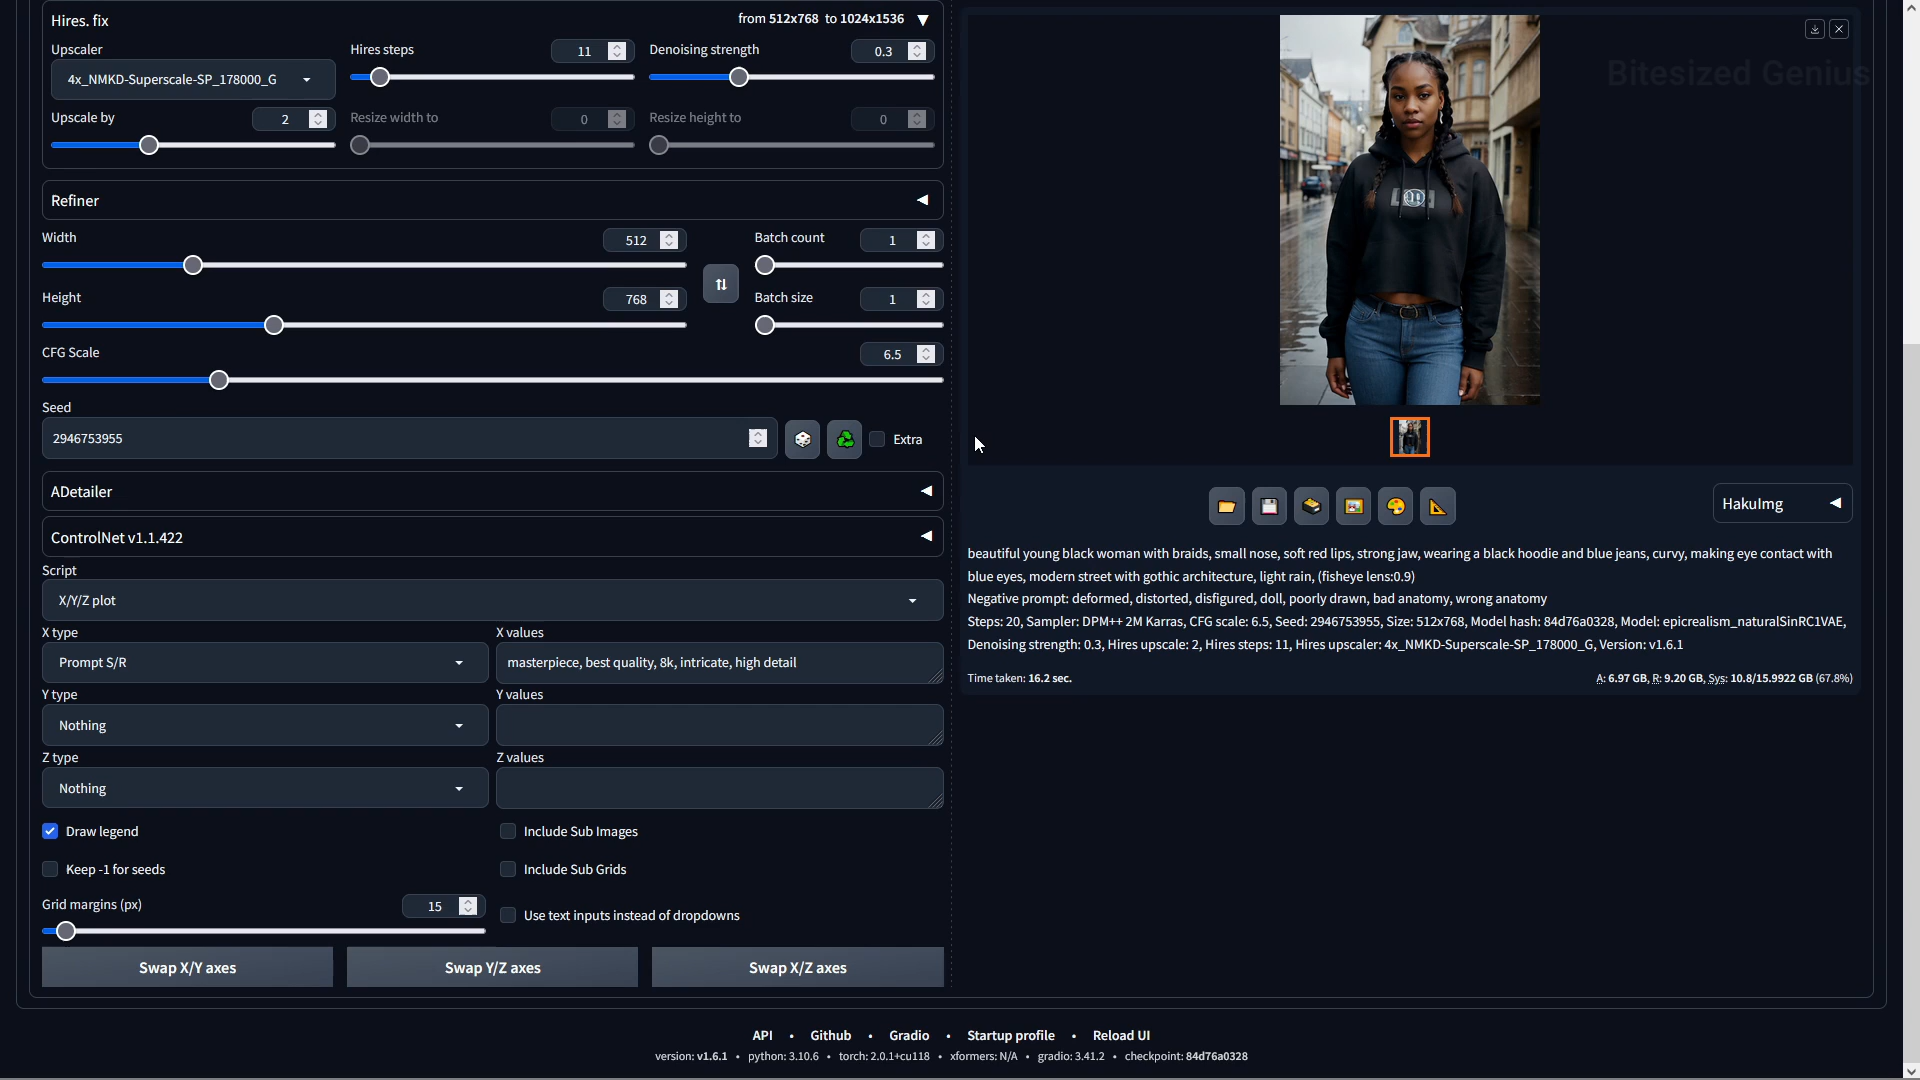 Hires. fix
from 512x768 to 1024x1536 ▼
Upscaler
4x_NMKD-Superscale-SP_178000_G
Hires steps
11
Denoising strength
0.3
Upscale by
2
Resize width to
0
Resize height to
0
Refiner
Width
512
Batch count
1
Height
768
Batch size
1
CFG Scale
6.5
Seed
2946753955
Extra
ADetailer
ControlNet v1.1.422
Script
X/Y/Z plot
X type
Prompt S/R
X values
masterpiece, best quality, 8k, intricate, high detail
Y type
Nothing
Y values
Z type
Nothing
Z values
Draw legend
Include Sub Images
Keep -1 for seeds
Include Sub Grids
Grid margins (px)
15
Use text inputs instead of dropdowns
Swap X/Y axes
Swap Y/Z axes
Swap X/Z axes
Bitesized Genius
HakuImg
beautiful young black woman with braids, small nose, soft red lips, strong jaw, wearing a black hoodie and blue jeans, curvy, making eye contact with
blue eyes, modern street with gothic architecture, light rain, (fisheye lens:0.9)
Negative prompt: deformed, distorted, disfigured, doll, poorly drawn, bad anatomy, wrong anatomy
Steps: 20, Sampler: DPM++ 2M Karras, CFG scale: 6.5, Seed: 2946753955, Size: 512x768, Model hash: 84d76a0328, Model: epicrealism_naturalSinRC1VAE,
Denoising strength: 0.3, Hires upscale: 2, Hires steps: 11, Hires upscaler: 4x_NMKD-Superscale-SP_178000_G, Version: v1.6.1
Time taken: 16.2 sec.
A: 6.97 GB, R: 9.20 GB, Sys: 10.8/15.9922 GB (67.8%)
API • Github • Gradio • Startup profile • Reload UI
version: v1.6.1 • python: 3.10.6 • torch: 2.0.1+cu118 • xformers: N/A • gradio: 3.41.2 • checkpoint: 84d76a0328